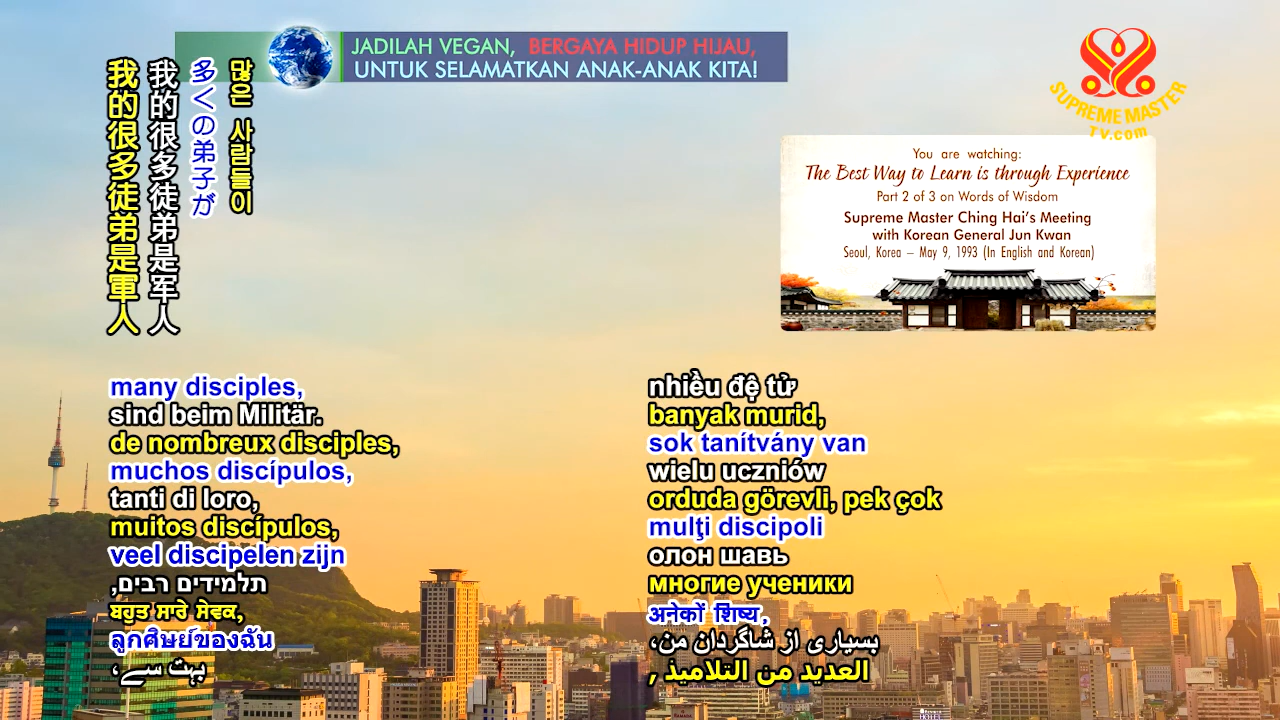 JADILAH VEGAN, BERGAYA HIDUP HIJAU,
UNTUK SELAMATKAN ANAK-ANAK KITA!
SUPREME MASTER
TV.com
You are watching:
The Best Way to Learn is through Experience
Part 2 of 3 on Words of Wisdom
Supreme Master Ching Hai's Meeting
with Korean General Jun Kwan
Seoul, Korea – May 9, 1993 (In English and Korean)
많은 사람들이
多くの弟子が
我的很多徒弟是军人
我的很多徒弟是軍人
many disciples,
sind beim Militär.
de nombreux disciples,
muchos discípulos,
tanti di loro,
muitos discípulos,
veel discipelen zijn
תלמידים רבים,
ਬਹੁਤ ਸਾਰੇ ਸੇਵਕ,
ลูกศิษย์ของฉัน
بہت سے،
nhiều đệ tử
banyak murid,
sok tanítvány van
wielu uczniów
orduda görevli, pek çok
mulţi discipoli
олон шавь
многие ученики
अनेकों शिष्य,
بسیاری از شاگردان من،
العديد من التلاميذ ,